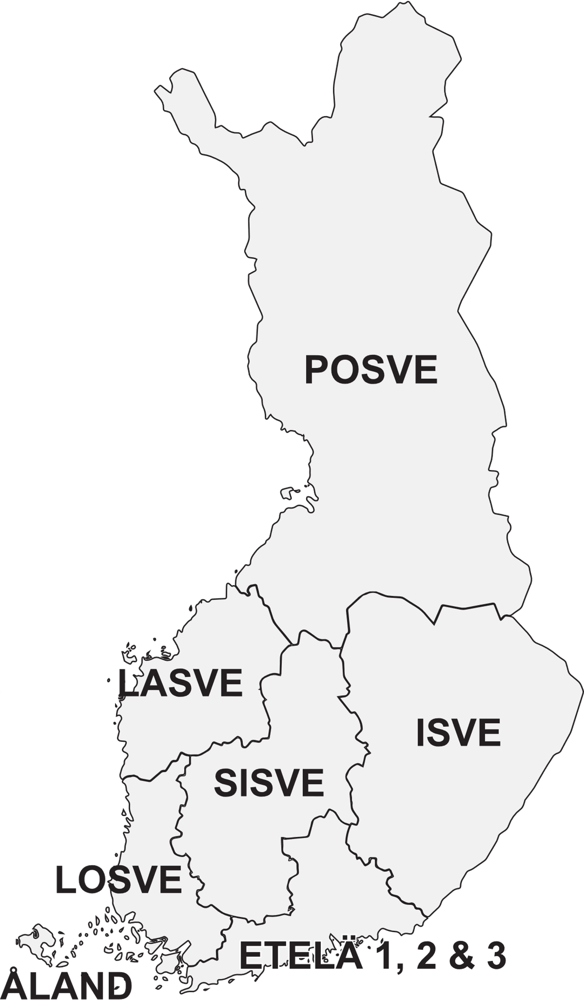 POSVE
LASVE
ISVE
SISVE
LOSVE
ETELÄ 1, 2 & 3
ÅLAND